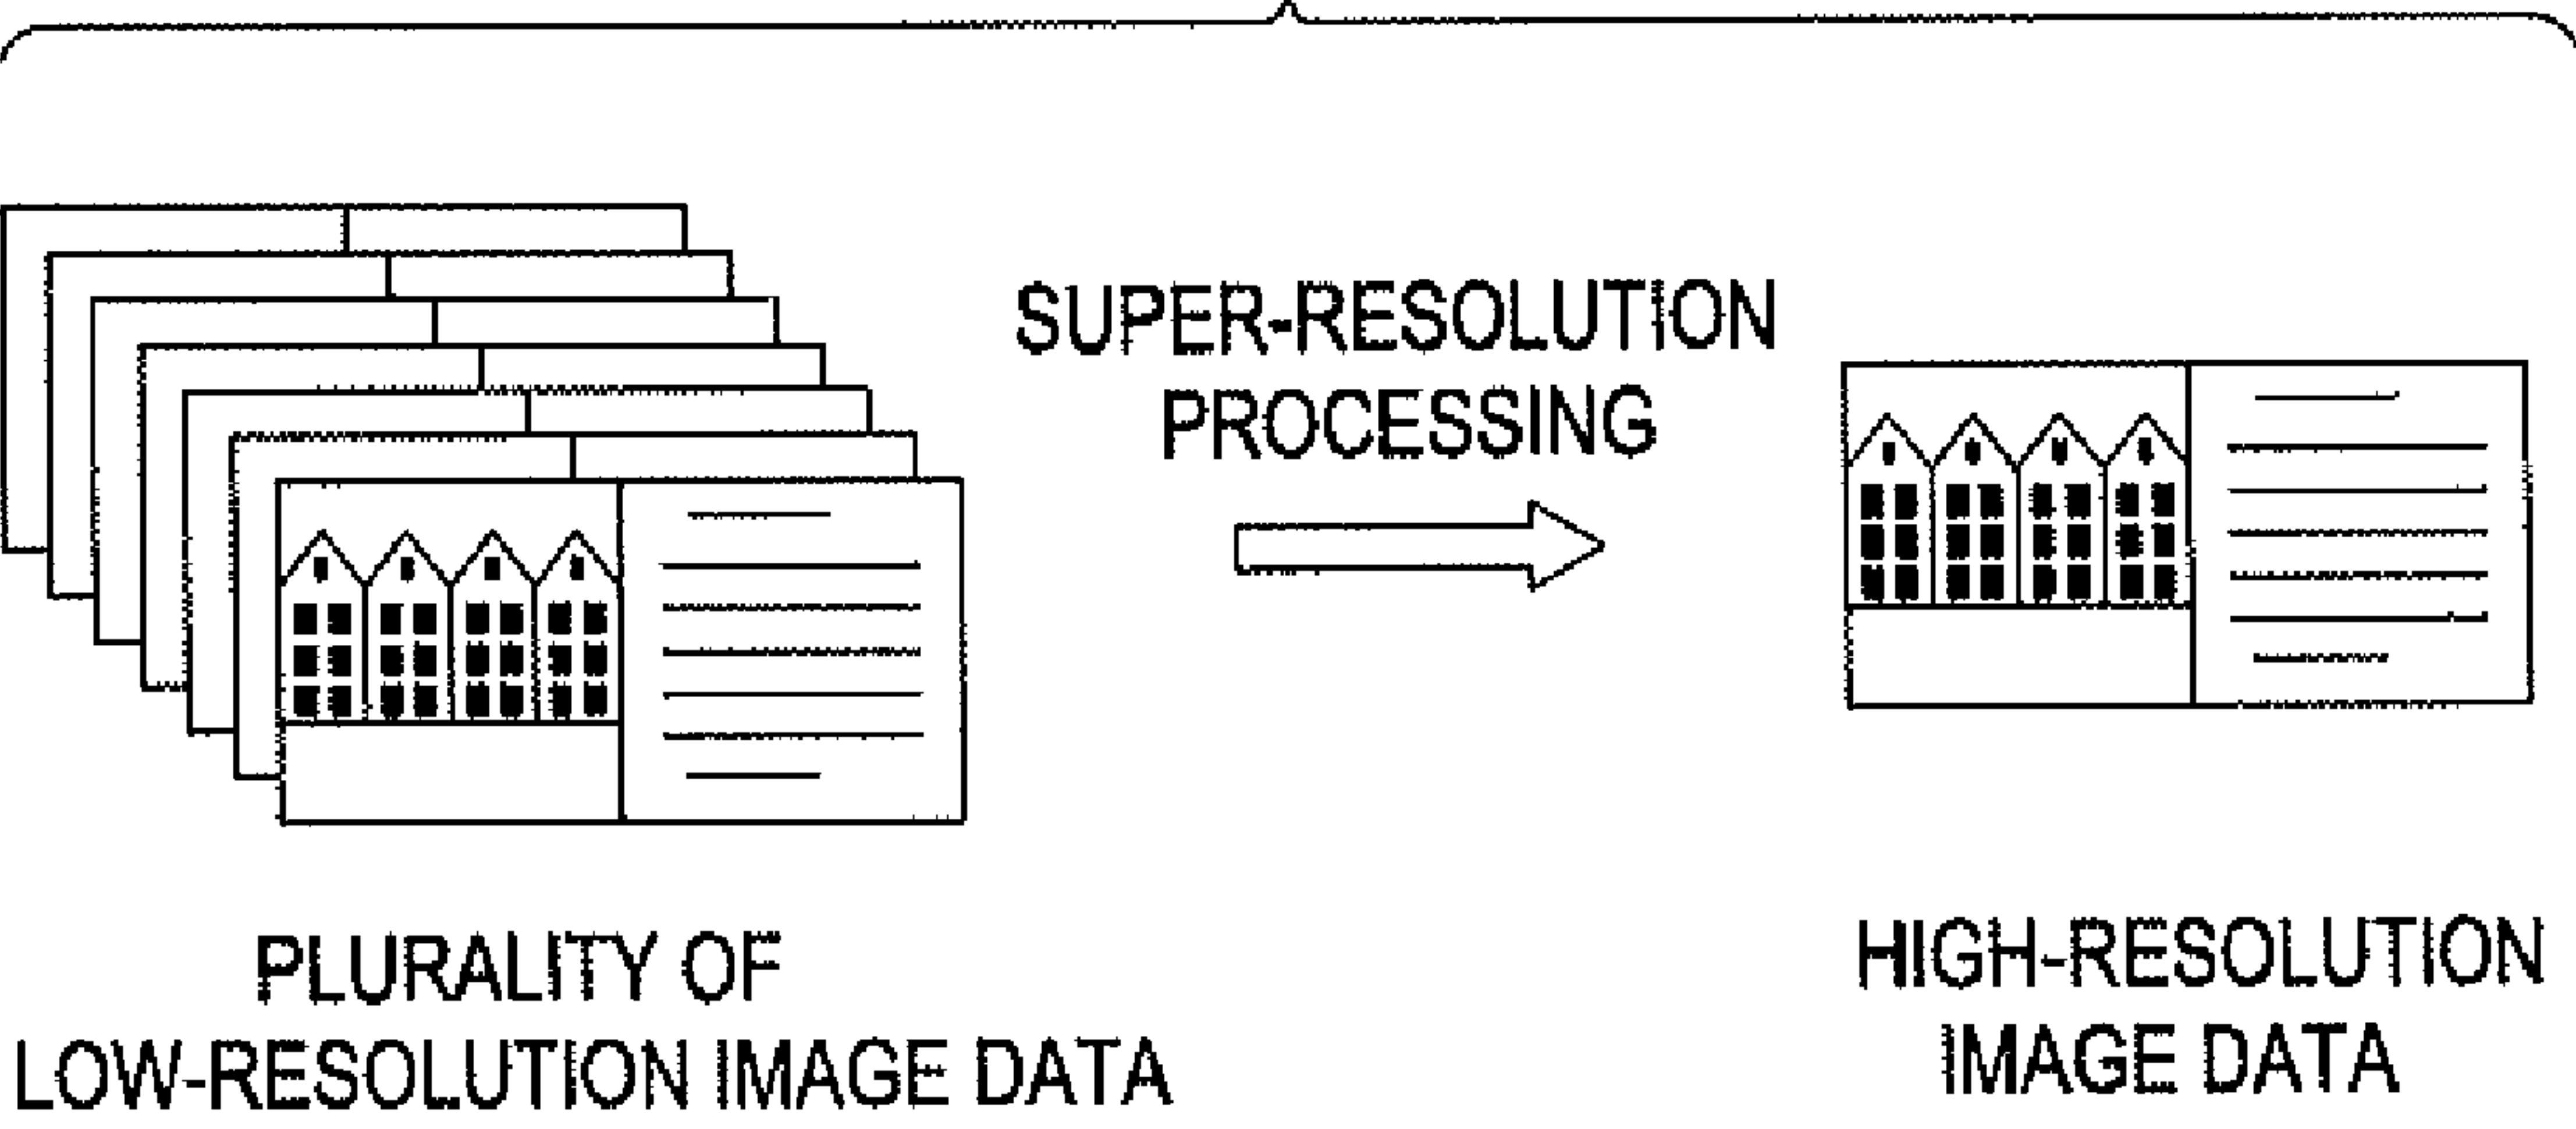 SUPER-RESOLUTION
PROCESSING
PLURALITY OF
LOW-RESOLUTION IMAGE DATA
HIGH-RESOLUTION
IMAGE DATA